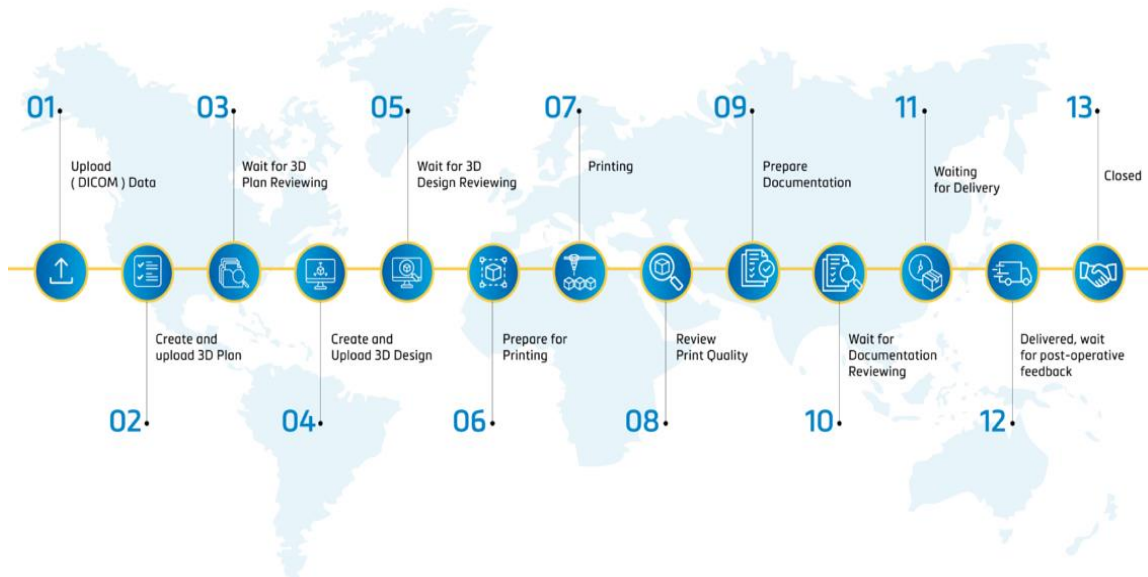 01
Upload
( DICOM ) Data
02
Create and
upload 3D Plan
03
Wait for 3D
Plan Reviewing
04
Create and
Upload 3D Design
05
Wait for 3D
Design Reviewing
06
Prepare for
Printing
07
Printing
08
Review
Print Quality
09
Prepare
Documentation
10
Wait for
Documentation
Reviewing
11
Waiting
for Delivery
12
Delivered, wait
for post-operative
feedback
13
Closed